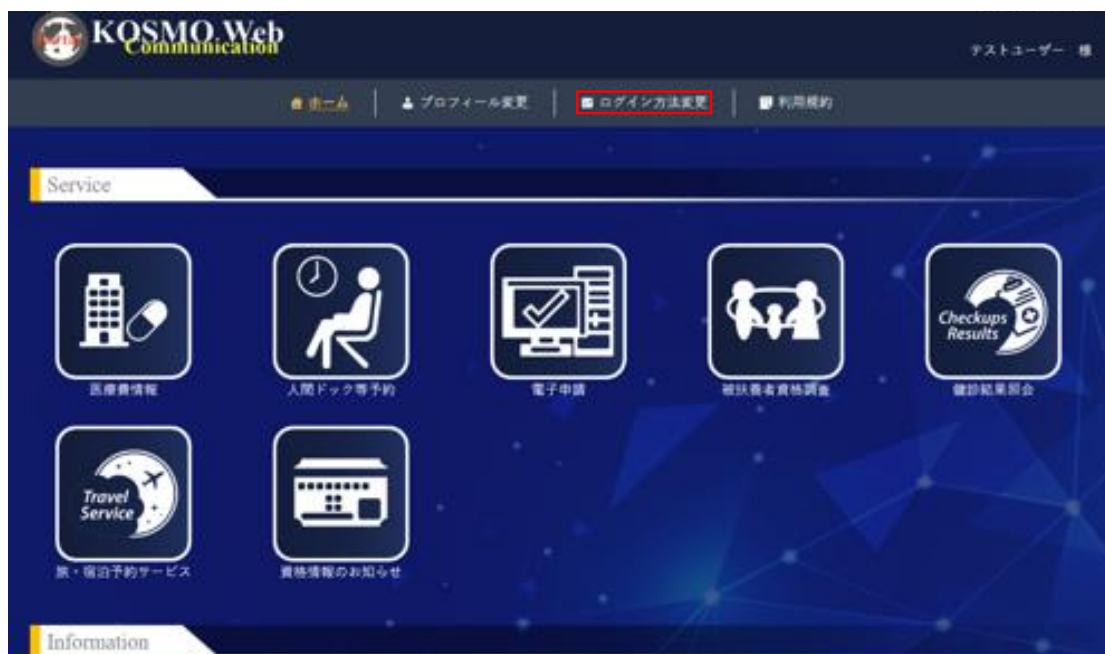 Portal
KOSMO Web
Communication
テストユーザー 様
ホーム
プロフィール変更
ログイン方法変更
利用規約
Service
医療費情報
人間ドック等予約
電子申請
被扶養者資格調査
Checkups
Results
健診結果照会
Travel
Service
旅・宿泊予約サービス
資格情報のお知らせ
Information